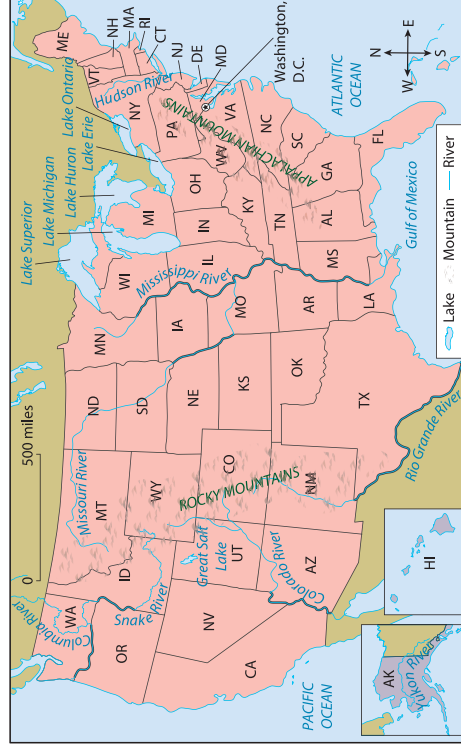 ME
NH
MA
RI
CT
NJ
DE
MD
Washington,
D.C.
VT
Hudson River
NY
PA
APPALACHIAN MOUNTAINS
VA
WV
NC
SC
GA
FL
ATLANTIC
OCEAN
N
E
S
W
Lake Ontario
Lake Erie
Lake Huron
Lake Michigan
Lake Superior
OH
MI
IN
KY
TN
AL
MS
IL
WI
Mississippi River
Gulf of Mexico
MN
IA
MO
AR
LA
ND
SD
NE
KS
OK
TX
Rio Grande River
Missouri River
MT
WY
CO
ROCKY MOUNTAINS
NM
500 miles
0
ID
Snake River
Great Salt
Lake
UT
Colorado River
AZ
Columbia River
WA
OR
NV
CA
PACIFIC
OCEAN
AK
Yukon River
HI
Lake
Mountain
River